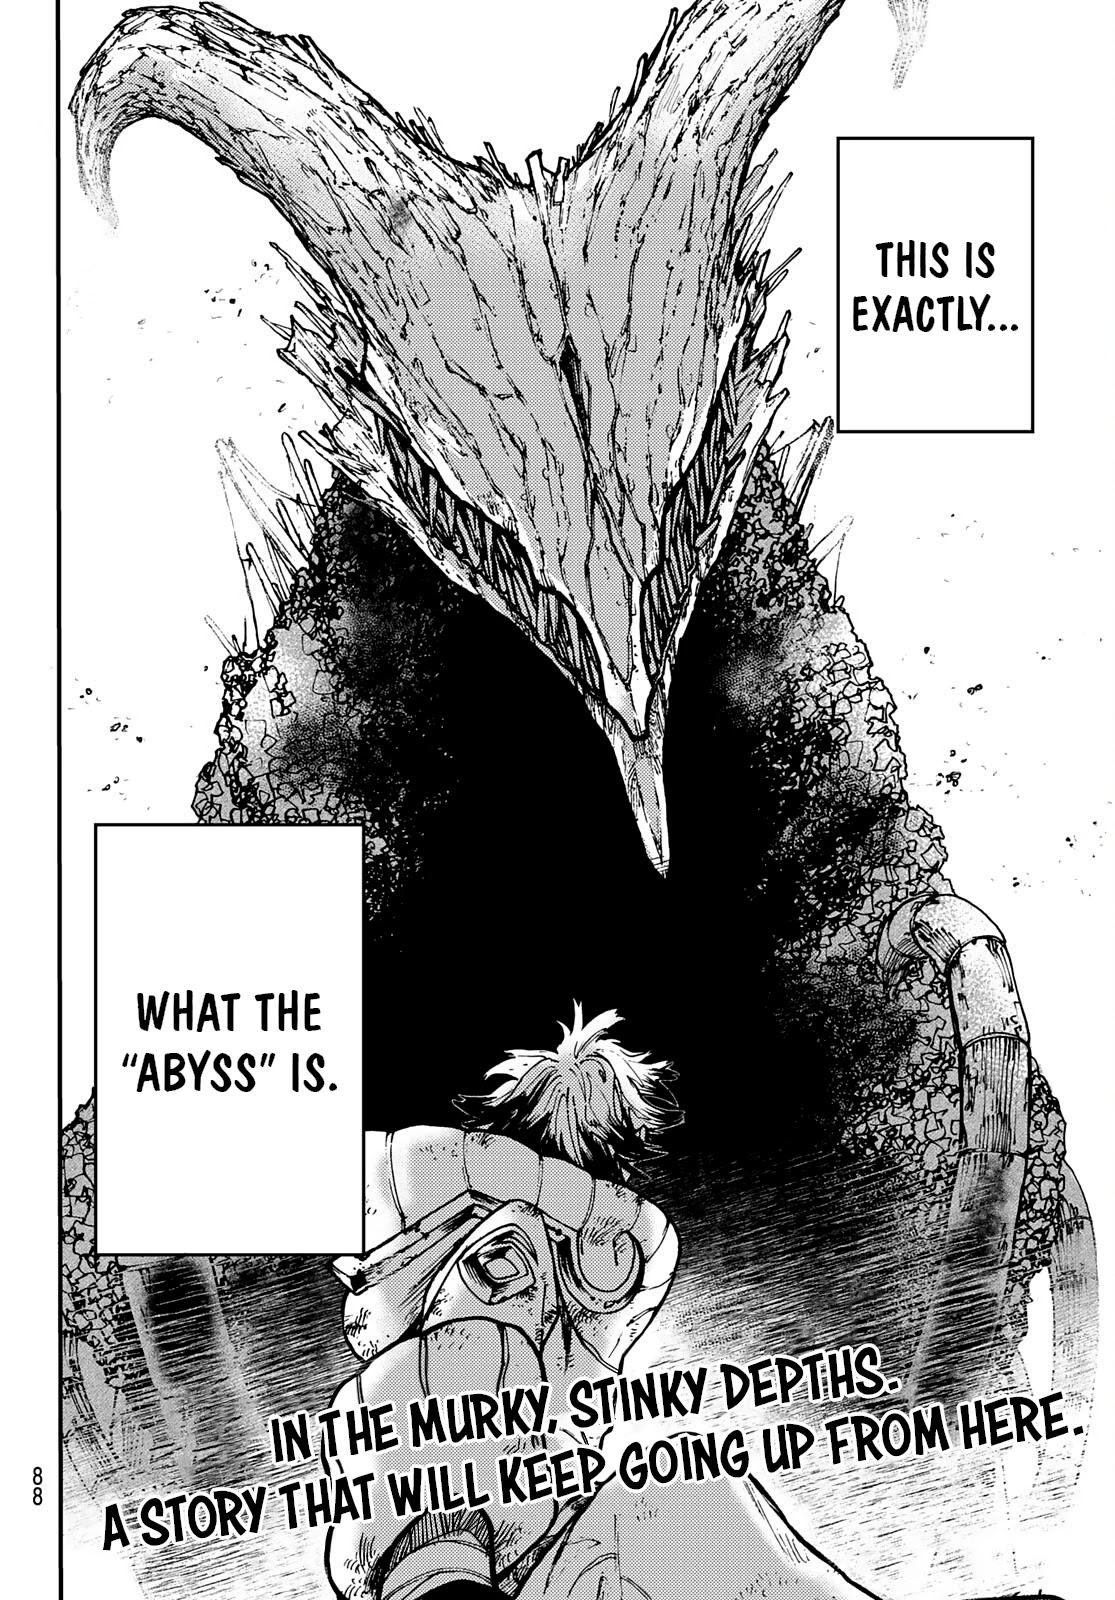 THIS IS
EXACTLY...
WHAT THE
“ABYSS” IS.
IN THE MURKY, STINKY DEPTHS.
A STORY THAT WILL KEEP GOING UP FROM HERE.
88